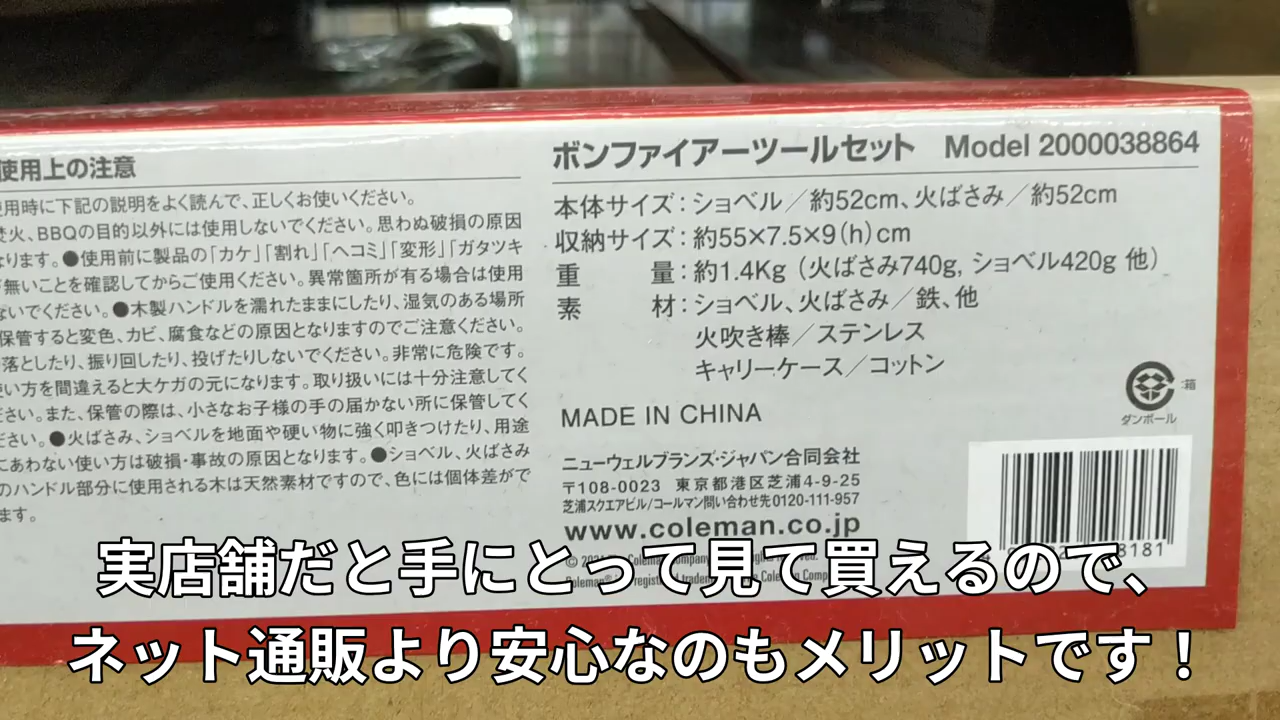 使用上の注意
用時に下記の説明をよく読んで、正しくお使いください。
火、BBQの目的以外には使用しないでください。思わぬ破損の原因
ります。●使用前に製品の「カケ」「割れ」「ヘコミ」「変形」「ガタツキ
無いことを確認してからご使用ください。異常箇所が有る場合は使用
ないでください。●木製ハンドルを濡れたままにしたり、湿気のある場所
保管すると変色、カビ、腐食などの原因となりますのでご注意ください。
落としたり、振り回したり、投げたりしないでください。非常に危険です。
い方を間違えると大ケガの元になります。取り扱いには十分注意してく
ださい。また、保管の際は、小さなお子様の手の届かない所に保管してく
ださい。●火ばさみ、ショベルを地面や硬い物に強く叩きつけたり、用途
にあわない使い方は破損・事故の原因となります。●ショベル、火ばさみ
のハンドル部分に使用される木は天然素材ですので、色には個体差がで
ます。
ボンファイアーツールセット Model 2000038864
本体サイズ：ショベル／約52cm、火ばさみ／約52cm
収納サイズ：約55×7.5×9(h)cm
重 量：約1.4Kg (火ばさみ740g, ショベル420g 他)
素 材：ショベル、火ばさみ／鉄、他
火吹き棒／ステンレス
キャリーケース／コットン
MADE IN CHINA
箱
ダンボール
ニューウェルブランズ・ジャパン合同会社
〒108-0023 東京都港区芝浦4-9-25
芝浦スクエアビル/コールマン問い合わせ先0120-111-957
www.coleman.co.jp
8181
実店舗だと手にとって見て買えるので、
ネット通販より安心なのもメリットです！